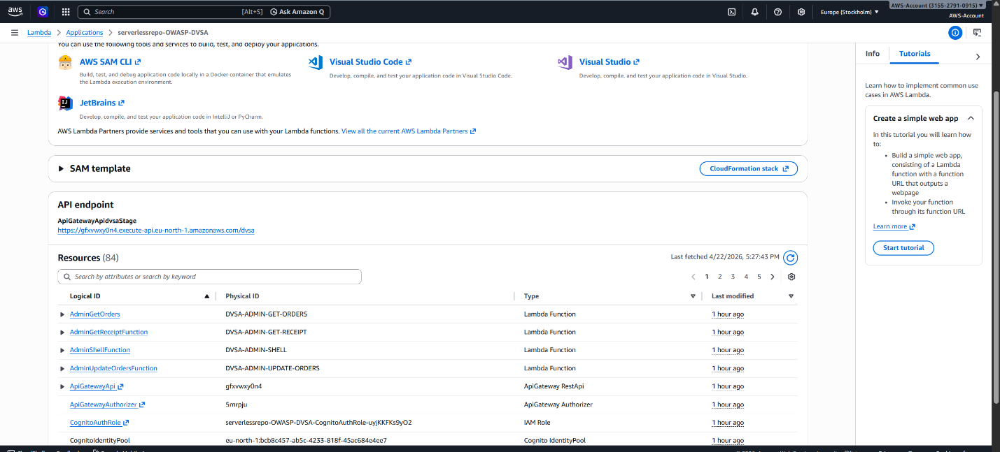 aws
Search [Alt+S] Ask Amazon Q
Europe (Stockholm) ▼
AWS-Account (3155-2791-0915) ▼
AWS-Account
Lambda > Applications > serverlessrepo-OWASP-DVSA
You can use the following tools and services to build, test, and deploy your applications.
AWS SAM CLI
Build, test, and debug application code locally in a Docker container that emulates
the Lambda execution environment.
Visual Studio Code
Develop, compile, and test your application code in Visual Studio Code.
Visual Studio
Develop, compile, and test your application code in Visual Studio.
IJ
JetBrains
Develop, compile, and test your application code in IntelliJ or PyCharm.
AWS Lambda Partners provide services and tools that you can use with your Lambda functions. View all the current AWS Lambda Partners
SAM template
CloudFormation stack
API endpoint
ApiGatewayApidvsaStage
https://gfxvwxy0n4.execute-api.eu-north-1.amazonaws.com/dvsa
Resources (84)
Last fetched 4/22/2026, 5:27:43 PM
Search by attributes or search by keyword
1 2 3 4 5
Logical ID Physical ID Type Last modified
AdminGetOrders DVSA-ADMIN-GET-ORDERS Lambda Function 1 hour ago
AdminGetReceiptFunction DVSA-ADMIN-GET-RECEIPT Lambda Function 1 hour ago
AdminShellFunction DVSA-ADMIN-SHELL Lambda Function 1 hour ago
AdminUpdateOrdersFunction DVSA-ADMIN-UPDATE-ORDERS Lambda Function 1 hour ago
ApiGatewayApi gfxvwxy0n4 ApiGateway RestApi 1 hour ago
ApiGatewayAuthorizer 5mrpju ApiGateway Authorizer 1 hour ago
CognitoAuthRole serverlessrepo-OWASP-DVSA-CognitoAuthRole-uyjKKFKs9yO2 IAM Role 1 hour ago
CognitoIdentityPool eu-north-1:bcb8c457-ab5c-4233-818f-45ac684e4ee7 Cognito IdentityPool 1 hour ago
Info Tutorials
Learn how to implement common use
cases in AWS Lambda.
Create a simple web app
In this tutorial you will learn how
to:
• Build a simple web app,
consisting of a Lambda
function with a function
URL that outputs a
webpage
• Invoke your function
through its function URL
Learn more
Start tutorial